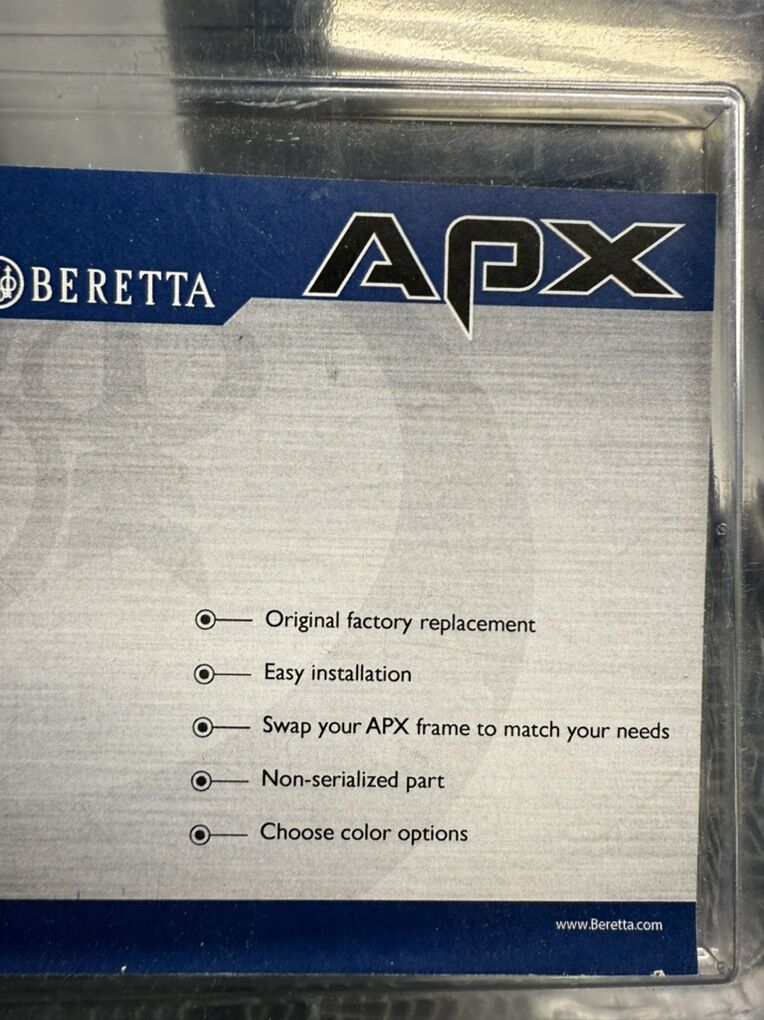 BERETTA
APX
Original factory replacement
Easy installation
Swap your APX frame to match your needs
Non-serialized part
Choose color options
www.Beretta.com